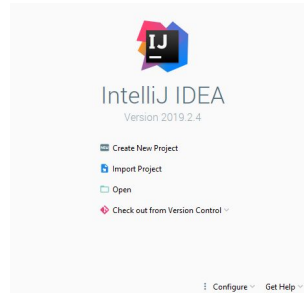 IJ
IntelliJ IDEA
Version 2019.2.4
Create New Project
Import Project
Open
Check out from Version Control
Configure Get Help